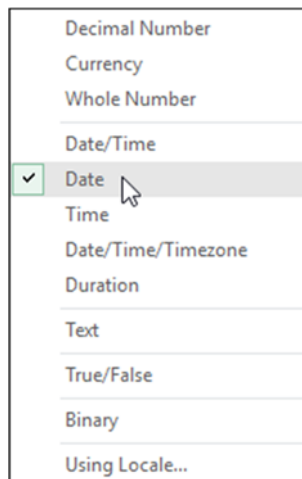 Decimal Number
Currency
Whole Number
Date/Time
Date
Time
Date/Time/Timezone
Duration
Text
True/False
Binary
Using Locale...